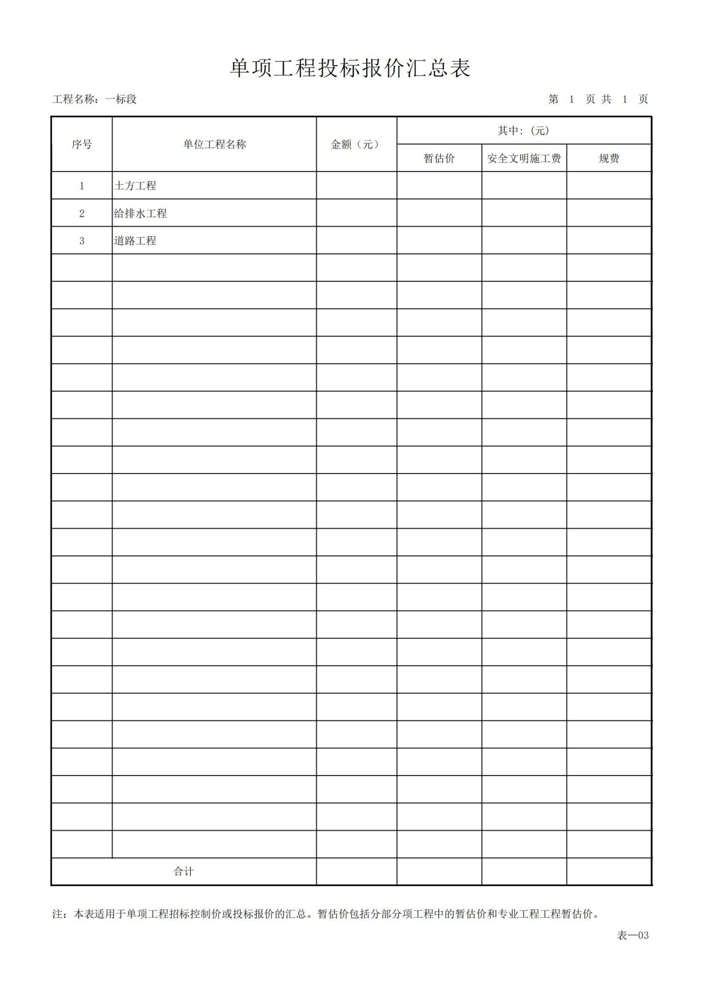 单项工程投标报价汇总表
工程名称：一标段 第 1 页 共 1 页
序号 单位工程名称 金额（元） 其中：(元)
暂估价 安全文明施工费 规费
1 土方工程
2 给排水工程
3 道路工程
合计
注：本表适用于单项工程招标控制价或投标报价的汇总。暂估价包括分部分项工程中的暂估价和专业工程工程暂估价。
表—03